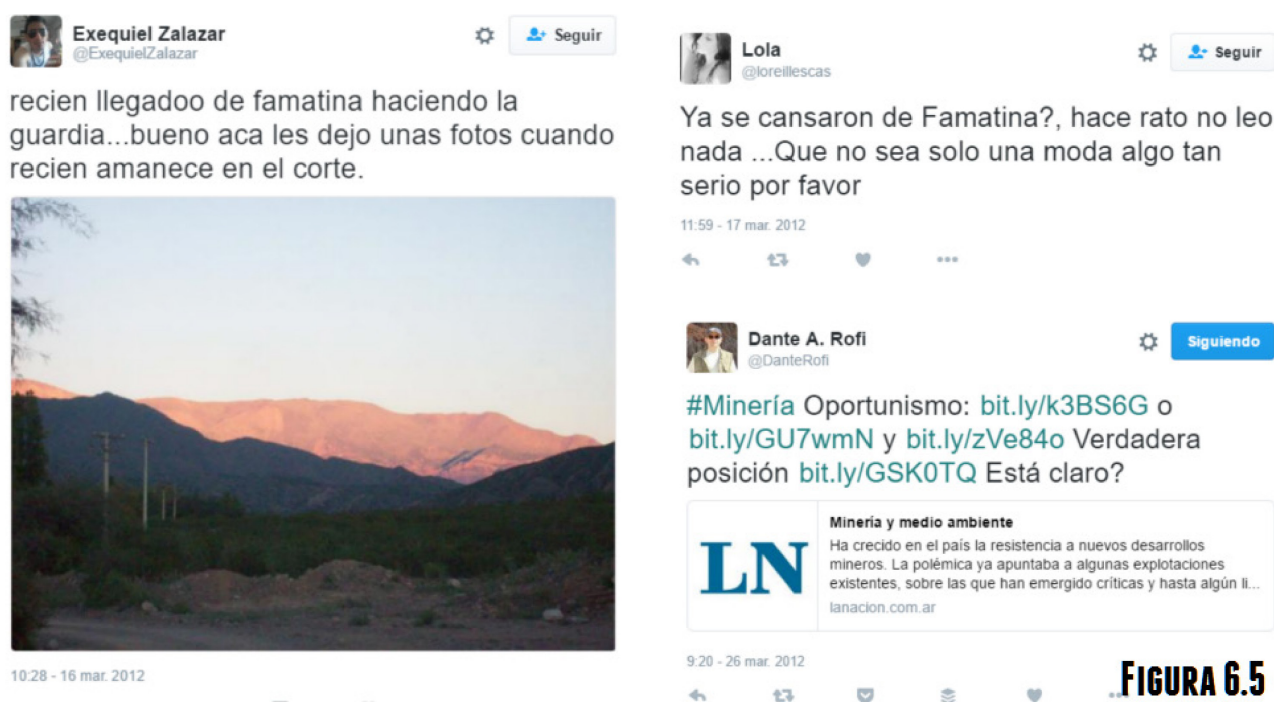 Exequiel Zalazar
@ExequielZalazar
Seguir
recien llegadoo de famatina haciendo la
guardia...bueno aca les dejo unas fotos cuando
recien amanece en el corte.
10:28 - 16 mar. 2012
Lola
@loreillescas
Seguir
Ya se cansaron de Famatina?, hace rato no leo
nada ...Que no sea solo una moda algo tan
serio por favor
11:59 - 17 mar. 2012
Dante A. Rofi
@DanteRofi
Siguiendo
#Minería Oportunismo: bit.ly/k3BS6G o
bit.ly/GU7wmN y bit.ly/zVe84o Verdadera
posición bit.ly/GSK0TQ Está claro?
LN
Minería y medio ambiente
Ha crecido en el país la resistencia a nuevos desarrollos
mineros. La polémica ya apuntaba a algunas explotaciones
existentes, sobre las que han emergido críticas y hasta algún li...
lanacion.com.ar
9:20 - 26 mar. 2012
FIGURA 6.5